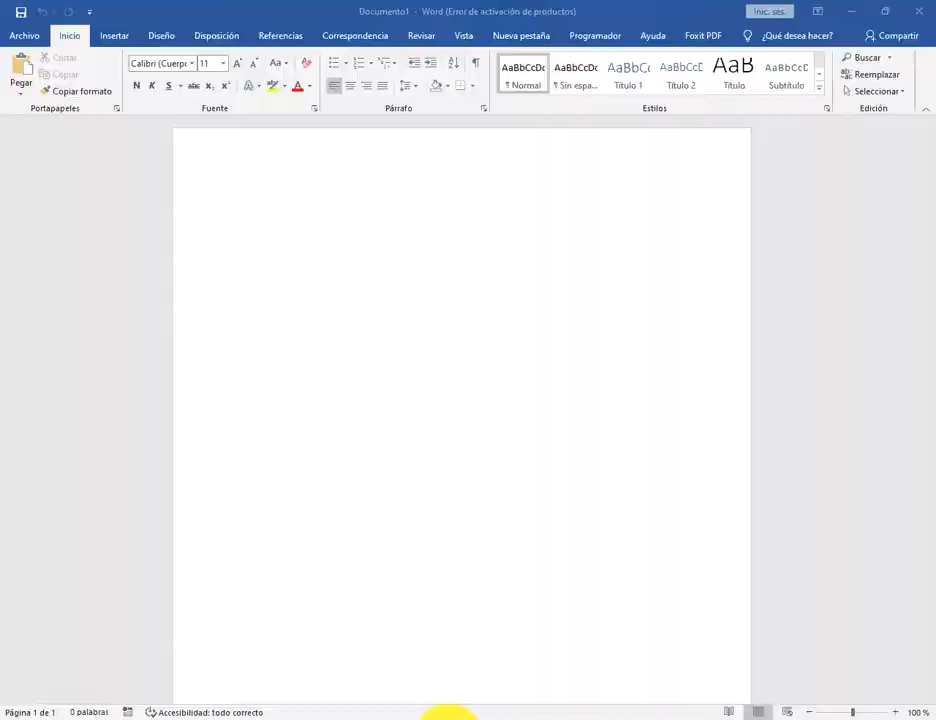 Documento1 - Word (Error de activación de productos)
Inic. ses.
Archivo Inicio Insertar Diseño Disposición Referencias Correspondencia Revisar Vista Nueva pestaña Programador Ayuda Foxit PDF ¿Qué desea hacer? Compartir
Pegar
Cortar
Copiar
Copiar formato
Portapapeles
Calibri (Cuerpo 11
Aa
N K S abc x₂ x² A A
Fuente
Párrafo
AaBbCcDc AaBbCcDc AaBbCc AaBbCcD AaB AaBbCcD
¶ Normal ¶ Sin espa... Título 1 Título 2 Título Subtítulo
Estilos
Buscar
Reemplazar
Seleccionar
Edición
Página 1 de 1 0 palabras Accesibilidad: todo correcto 100 %